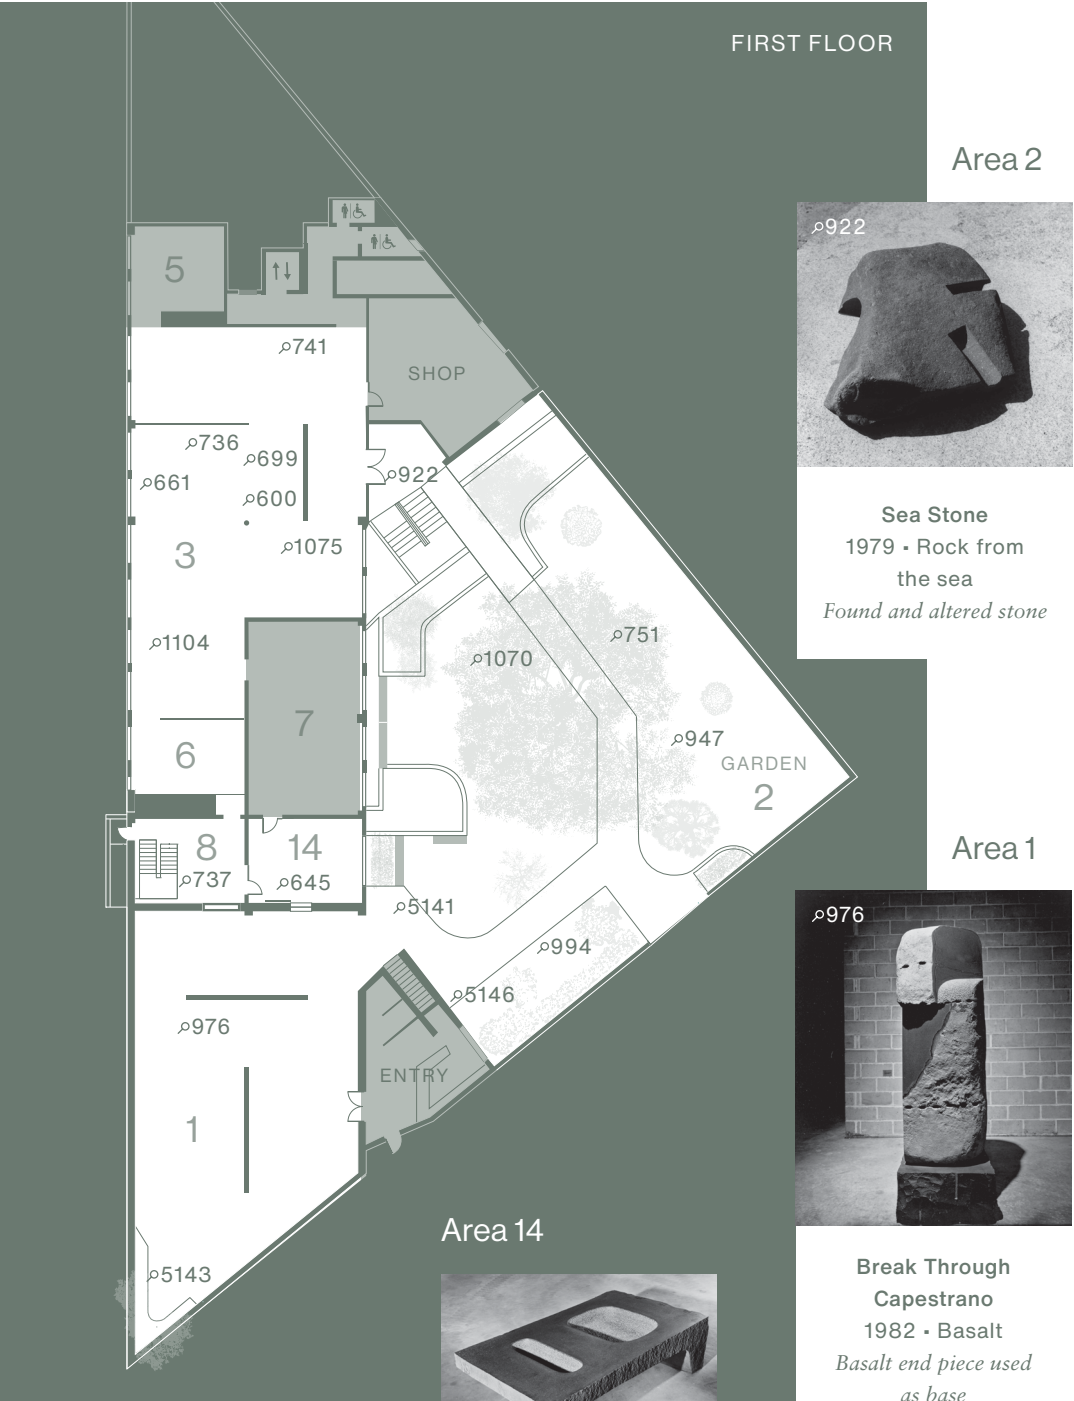 FIRST FLOOR
Area 2
922
5
741
SHOP
736
699
922
661
600
3
1075
Sea Stone
1979 ▪ Rock from
the sea
Found and altered stone
1104
751
1070
7
947
6
GARDEN
2
8
14
737
645
Area 1
5141
976
994
5146
976
ENTRY
1
Area 14
5143
Break Through
Capestrano
1982 ▪ Basalt
Basalt end piece used
as base